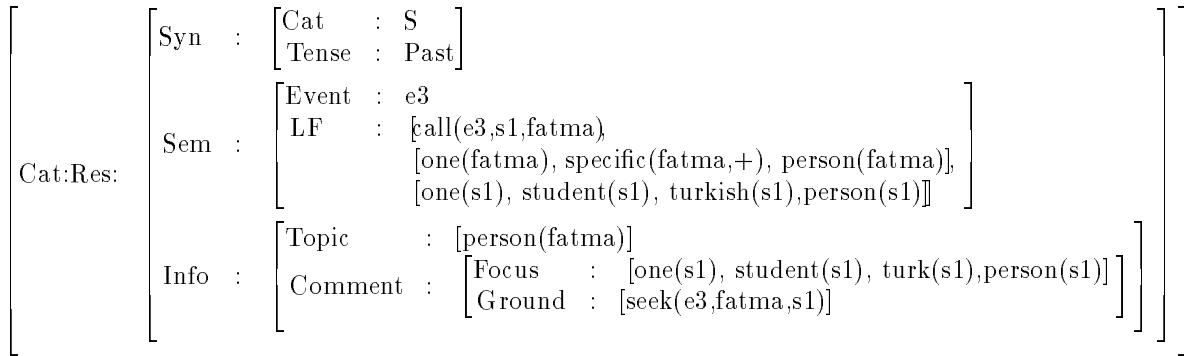 Syn : Cat : S
Tense : Past
Event : e3
LF : [call(e3,s1,fatma),
Cat:Res: Sem : [one(fatma), specific(fatma,+), person(fatma)],
[one(s1), student(s1), turkish(s1),person(s1)]]
Topic : [person(fatma)]
Info : Comment : Focus : [one(s1), student(s1), turk(s1),person(s1)]
Ground : [seek(e3,fatma,s1)]